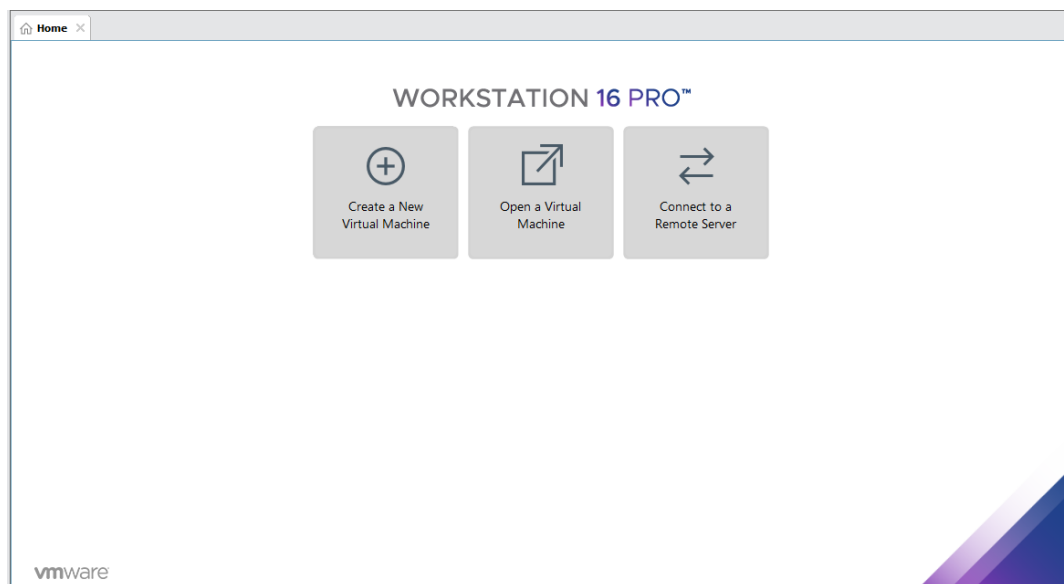 Home
WORKSTATION 16 PRO™
Create a New
Virtual Machine
Open a Virtual
Machine
Connect to a
Remote Server
vmware